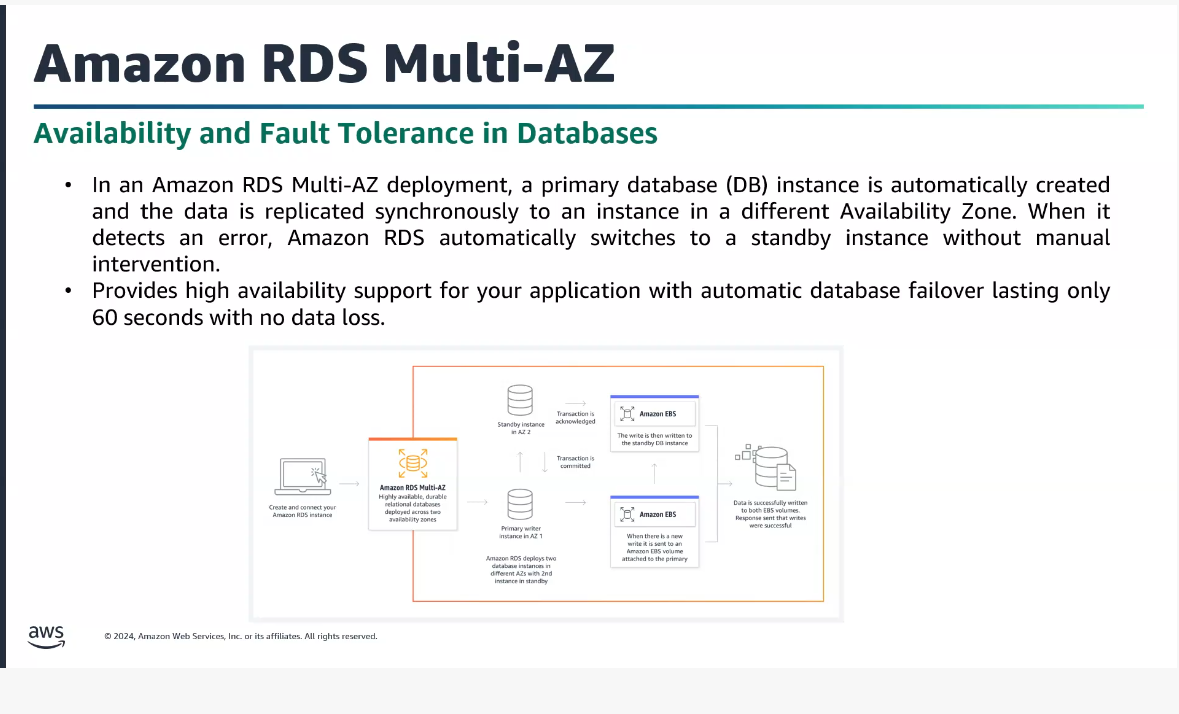 Amazon RDS Multi-AZ
Availability and Fault Tolerance in Databases
• In an Amazon RDS Multi-AZ deployment, a primary database (DB) instance is automatically created
and the data is replicated synchronously to an instance in a different Availability Zone. When it
detects an error, Amazon RDS automatically switches to a standby instance without manual
intervention.
• Provides high availability support for your application with automatic database failover lasting only
60 seconds with no data loss.
Create and connect your
Amazon RDS instance
Amazon RDS Multi-AZ
Highly available, durable
relational databases
deployed across two
availability zones
Standby instance
in AZ 2
Transaction is
acknowledged
Transaction is
committed
Primary writer
instance in AZ 1
Amazon RDS deploys two
database instances in
different AZs with 2nd
instance in standby
Amazon EBS
The write is then written to
the standby DB instance
Amazon EBS
When there is a new
write it is sent to an
Amazon EBS volume
attached to the primary
Data is successfully written
to both EBS volumes.
Response sent that writes
were successful
aws
© 2024, Amazon Web Services, Inc. or its affiliates. All rights reserved.